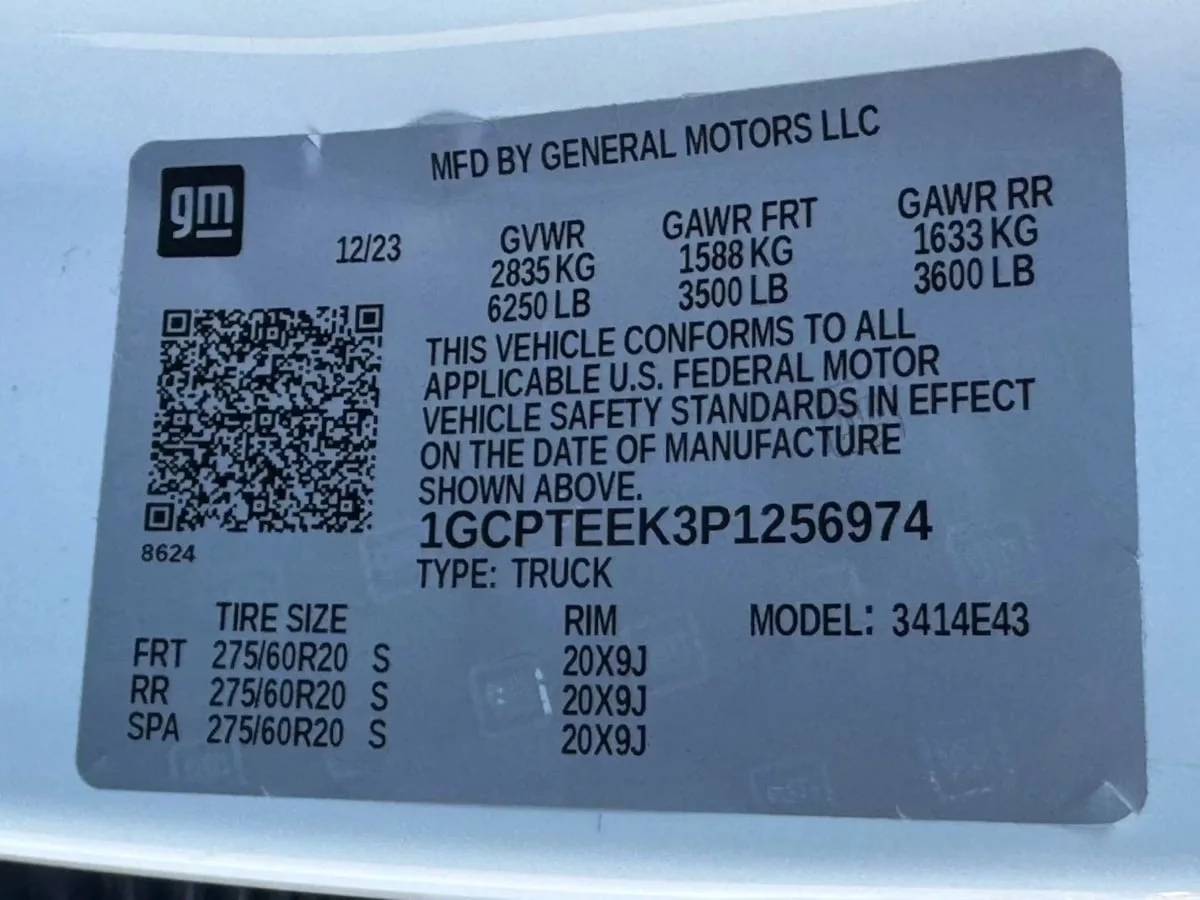 MFD BY GENERAL MOTORS LLC
gm
12/23
GVWR
2835 KG
6250 LB
GAWR FRT
1588 KG
3500 LB
GAWR RR
1633 KG
3600 LB
THIS VEHICLE CONFORMS TO ALL
APPLICABLE U.S. FEDERAL MOTOR
VEHICLE SAFETY STANDARDS IN EFFECT
ON THE DATE OF MANUFACTURE
SHOWN ABOVE.
8624
1GCPTEEK3P1256974
TYPE: TRUCK
TIRE SIZE RIM MODEL: 3414E43
FRT 275/60R20 S 20X9J
RR 275/60R20 S 20X9J
SPA 275/60R20 S 20X9J